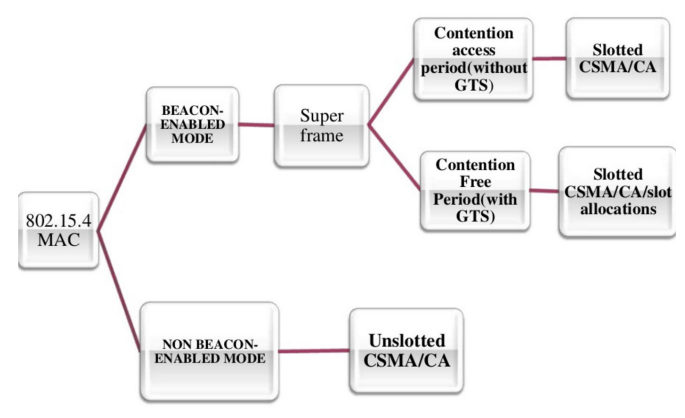 Contention
access
period(without
GTS)
Slotted
CSMA/CA
BEACON-
ENABLED
MODE
Super
frame
Contention
Free
Period(with
GTS)
Slotted
CSMA/CA/slot
allocations
802.15.4
MAC
NON BEACON-
ENABLED MODE
Unslotted
CSMA/CA